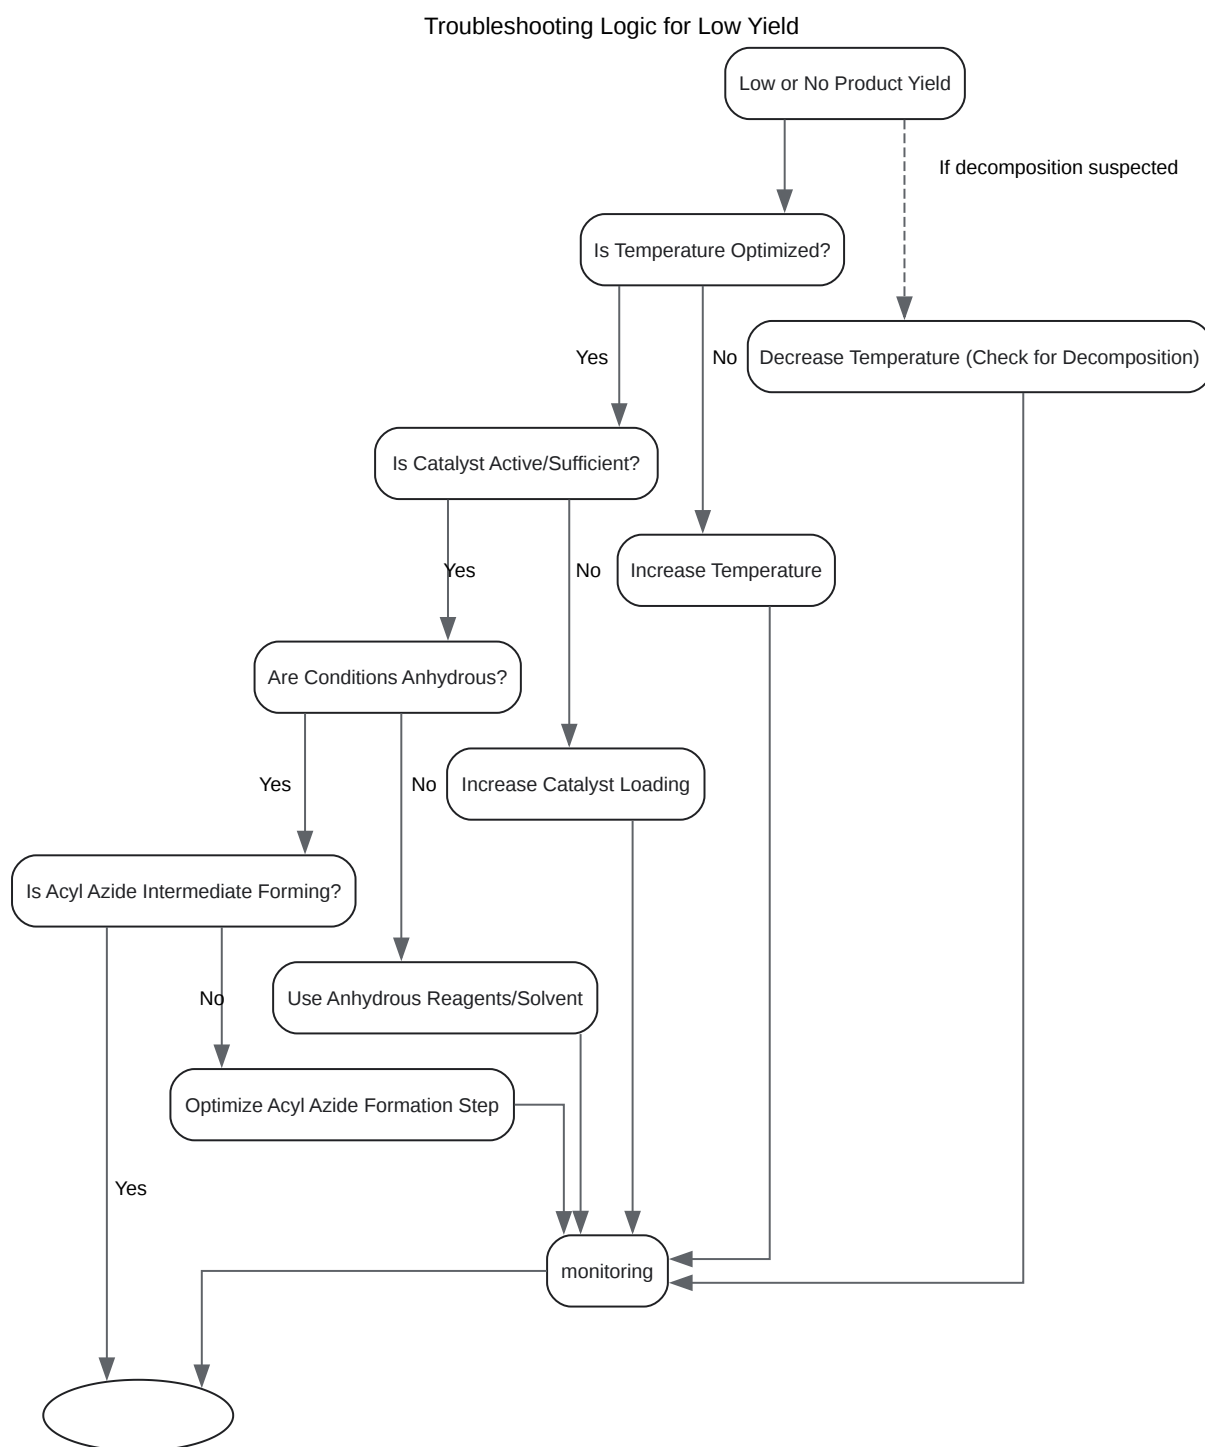 Troubleshooting Logic for Low Yield
Low or No Product Yield
If decomposition suspected
Is Temperature Optimized?
Yes
No
Decrease Temperature (Check for Decomposition)
Is Catalyst Active/Sufficient?
Yes
No
Increase Temperature
Are Conditions Anhydrous?
Yes
No
Increase Catalyst Loading
Is Acyl Azide Intermediate Forming?
No
Use Anhydrous Reagents/Solvent
Optimize Acyl Azide Formation Step
Yes
monitoring